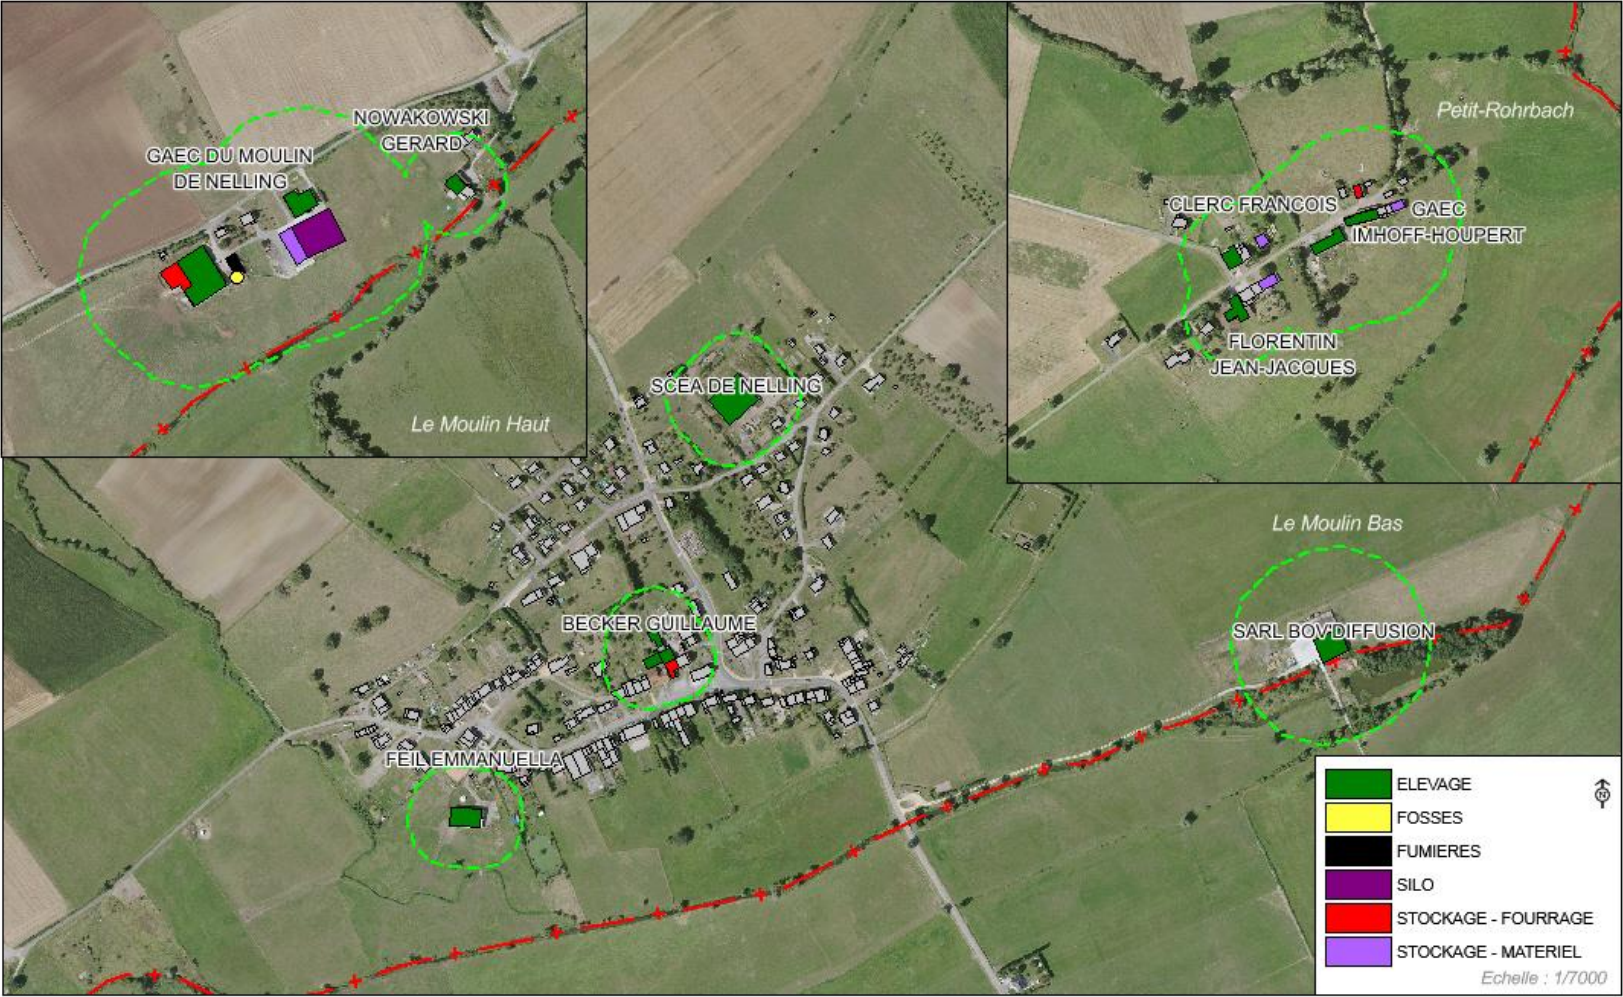 NOWAKOWSKI
GERARD
GAEC DU MOULIN
DE NELLING
Le Moulin Haut
Petit-Rohrbach
CLERC FRANCOIS
GAEC
IMHOFF-HOUPERT
FLORENTIN
JEAN-JACQUES
SCEA DE NELLING
Le Moulin Bas
BECKER GUILLAUME
SARL BOV'DIFFUSION
FEIL EMMANUELLA
ELEVAGE
FOSSES
FUMIERES
SILO
STOCKAGE - FOURRAGE
STOCKAGE - MATERIEL
N
Echelle : 1/7000